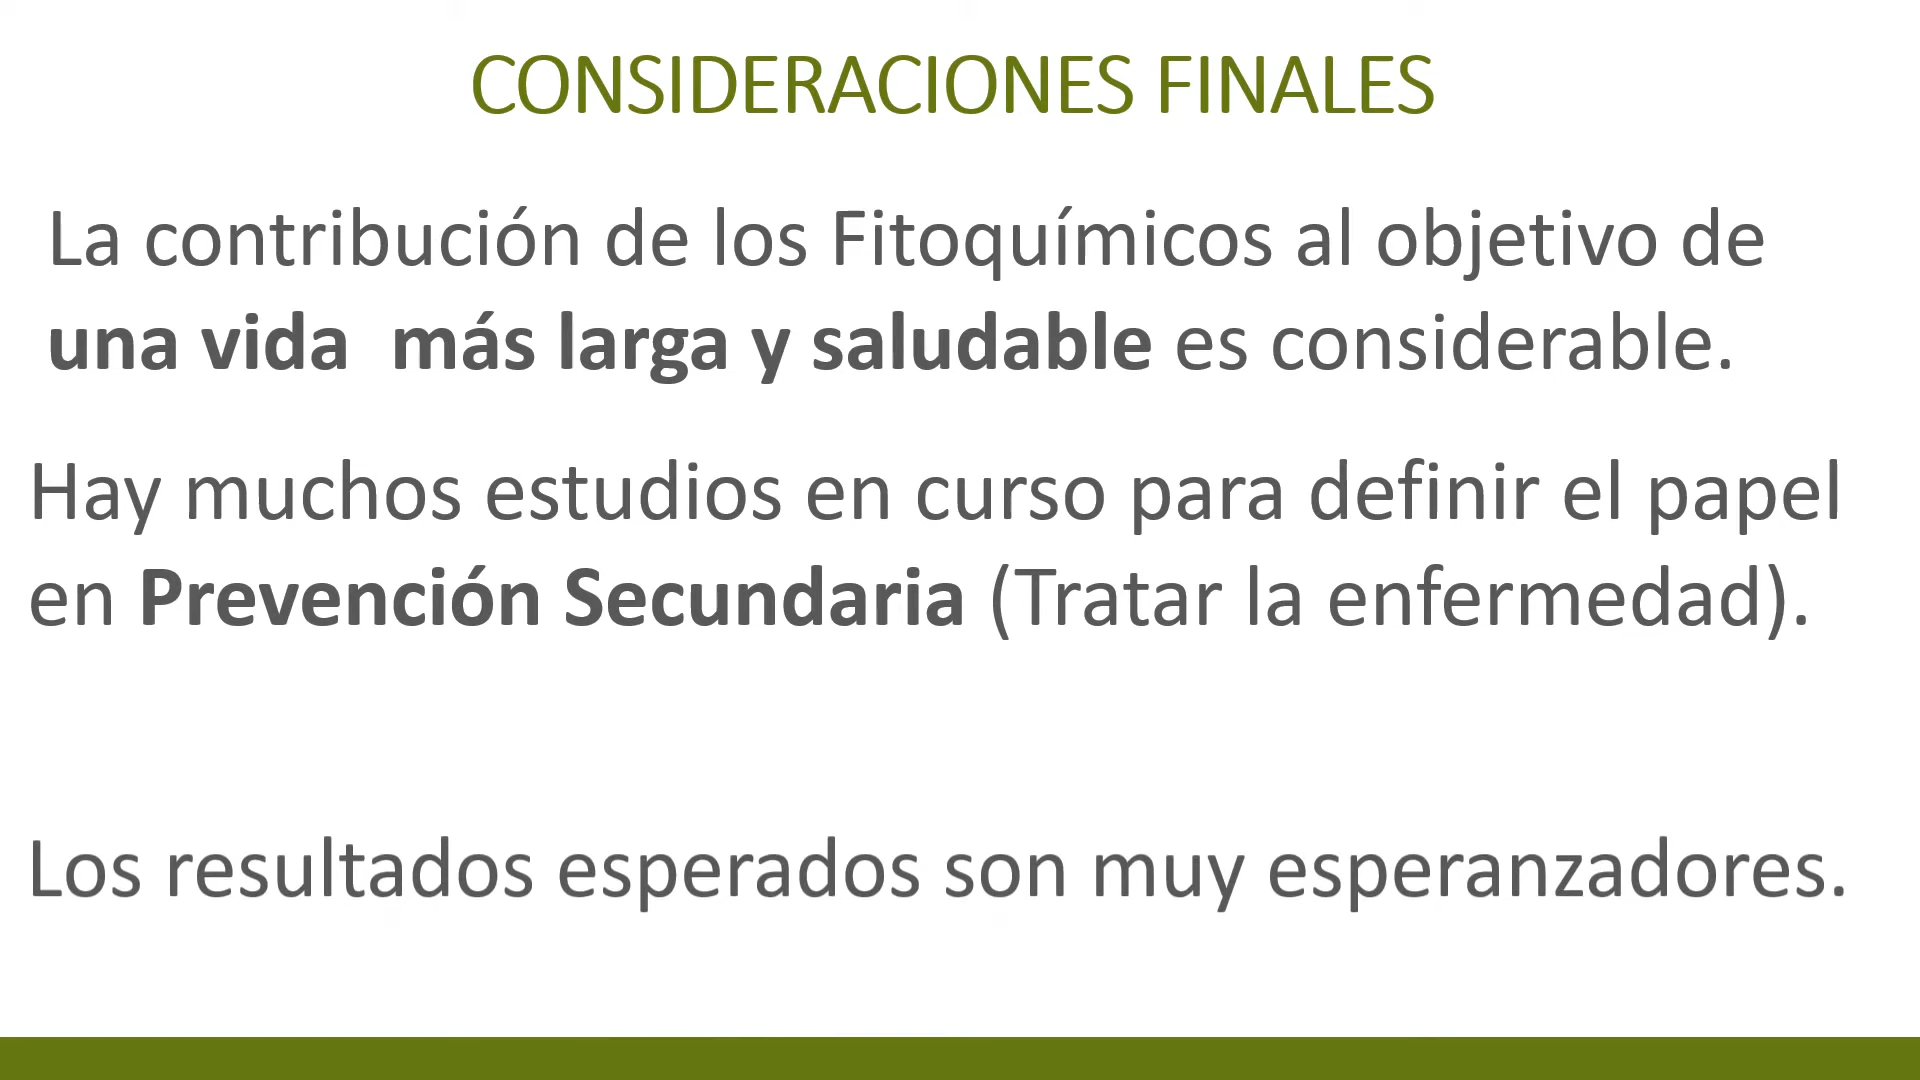 CONSIDERACIONES FINALES
La contribución de los Fitoquímicos al objetivo de
una vida  más larga y saludable es considerable.
Hay muchos estudios en curso para definir el papel
en Prevención Secundaria (Tratar la enfermedad).
Los resultados esperados son muy esperanzadores.